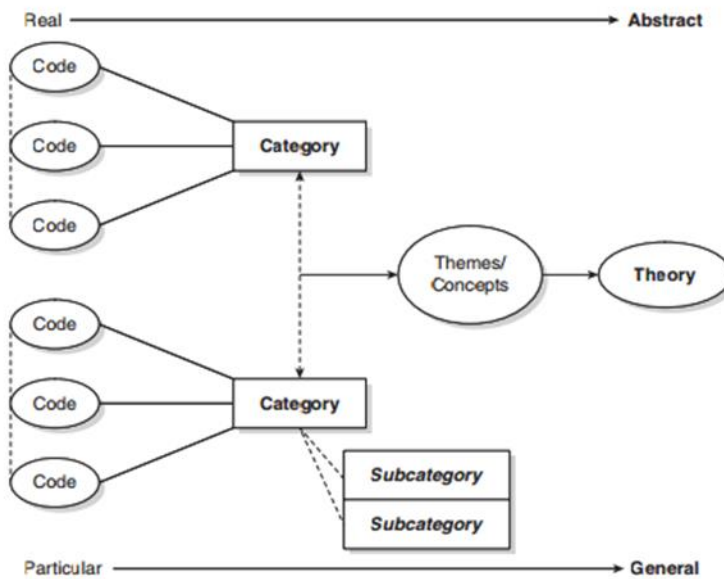 Real
Abstract
Code
Code
Category
Code
Themes/
Concepts
Theory
Code
Code
Category
Code
Subcategory
Subcategory
Particular
General